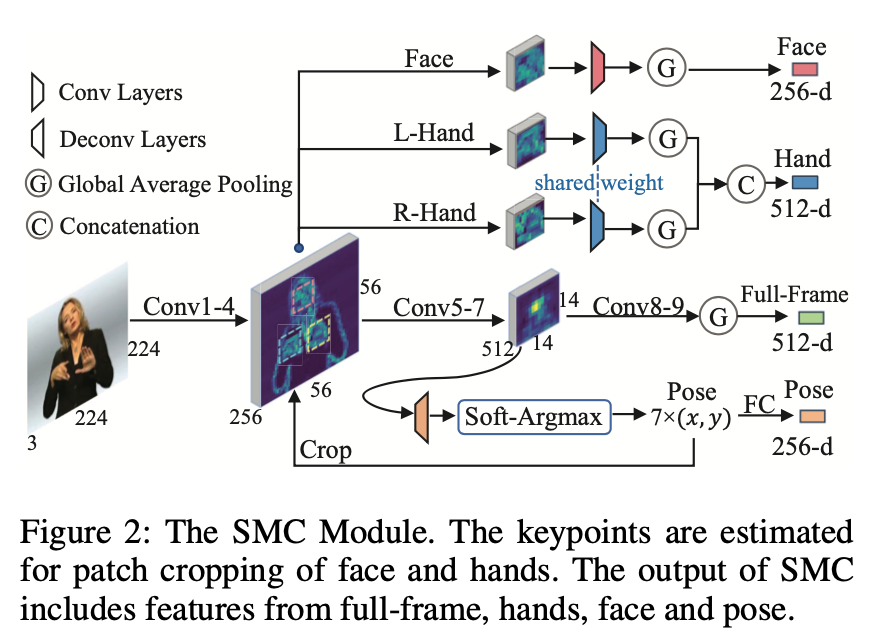 Face
Face
256-d
Conv Layers
L-Hand
Deconv Layers
G
Hand
shared weight
C
512-d
G Global Average Pooling
R-Hand
C Concatenation
G
G
56
Conv1-4
Conv5-7
14
Conv8-9
G
Full-Frame
224
512
14
512-d
224
56
256
3
Soft-Argmax
Pose
7×(x, y)
FC
Pose
256-d
Crop
Figure 2: The SMC Module. The keypoints are estimated
for patch cropping of face and hands. The output of SMC
includes features from full-frame, hands, face and pose.